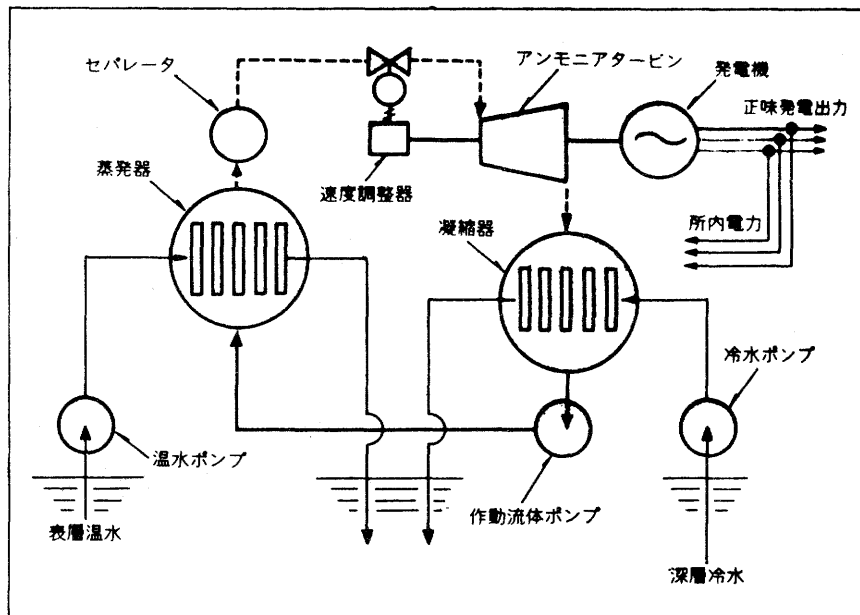 セパレータ
アンモニアタービン
発電機
正味発電出力
蒸発器
速度調整器
所内電力
凝縮器
冷水ポンプ
温水ポンプ
作動流体ポンプ
表層温水
深層冷水